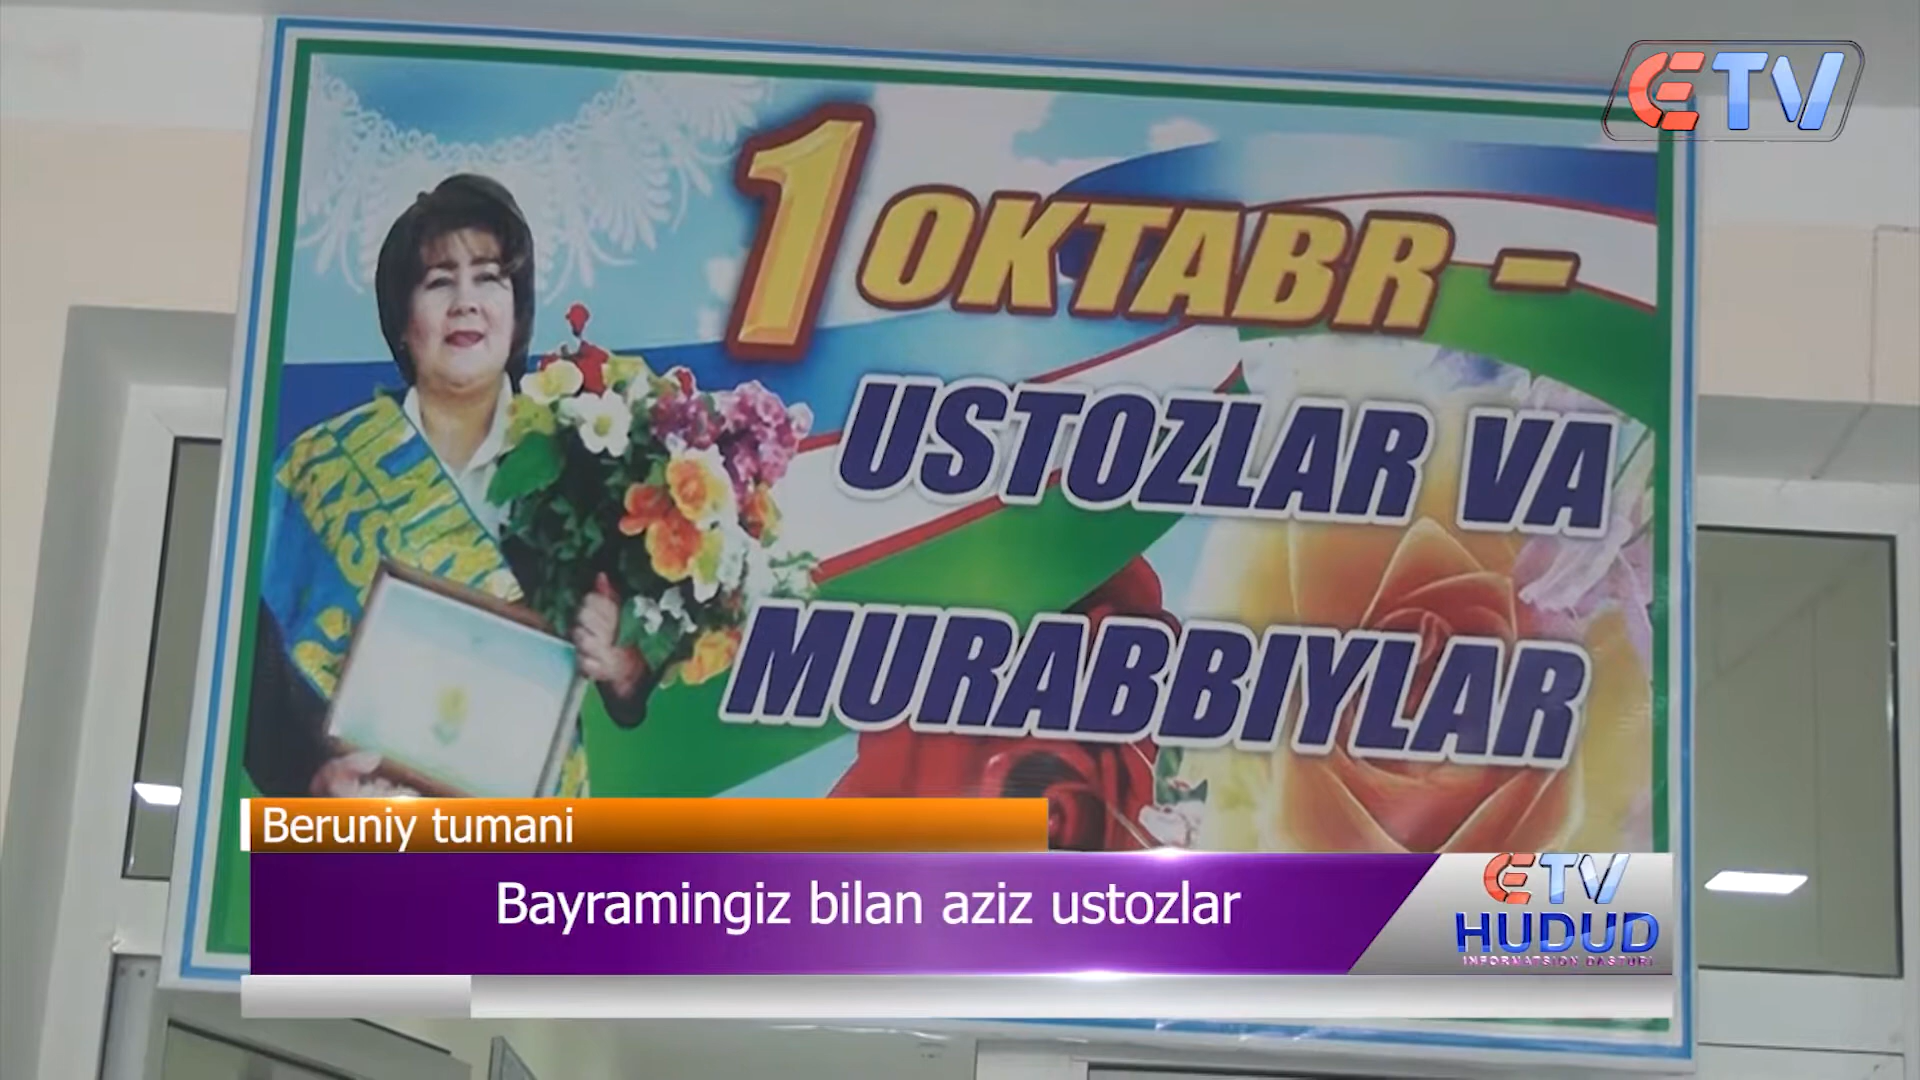 ETV
1 OKTABR -
USTOZLAR VA
MURABBIYLAR
Beruniy tumani
Bayramingiz bilan aziz ustozlar
ETV
HUDUD
INFORMATSION DASTURI